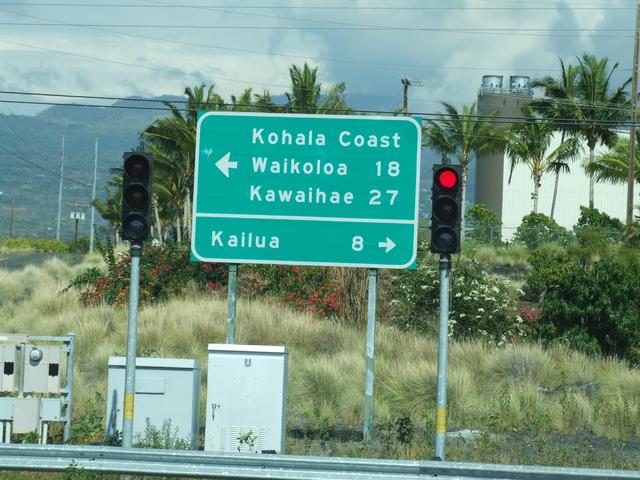 Kohala Coast
Waikoloa 18
Kawaihae 27
Kailua 8